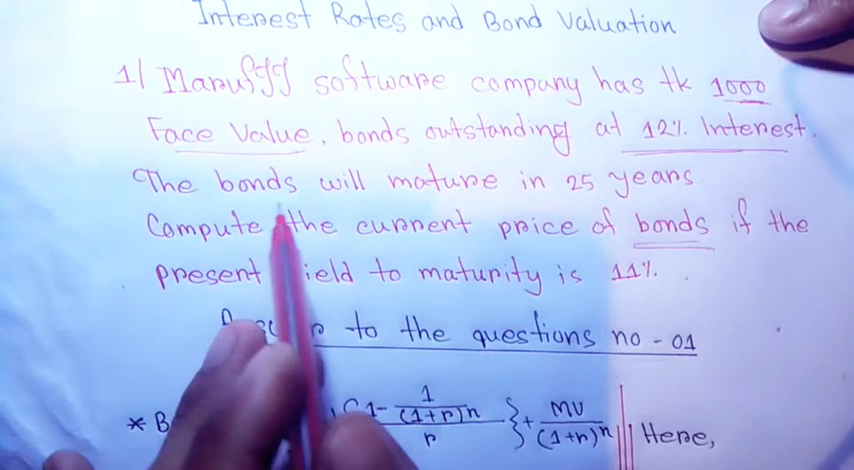 Interest Rates and Bond Valuation
1/ Marufff software company has tk 1000
Face Value. bonds outstanding at 12% Interest.
The bonds will mature in 25 years
Compute the current price of bonds if the
present ield to maturity is 11%.
to the questions no - 01
* B 1 - 1/(1+r)n / r } + MV/(1+r)n || Here,